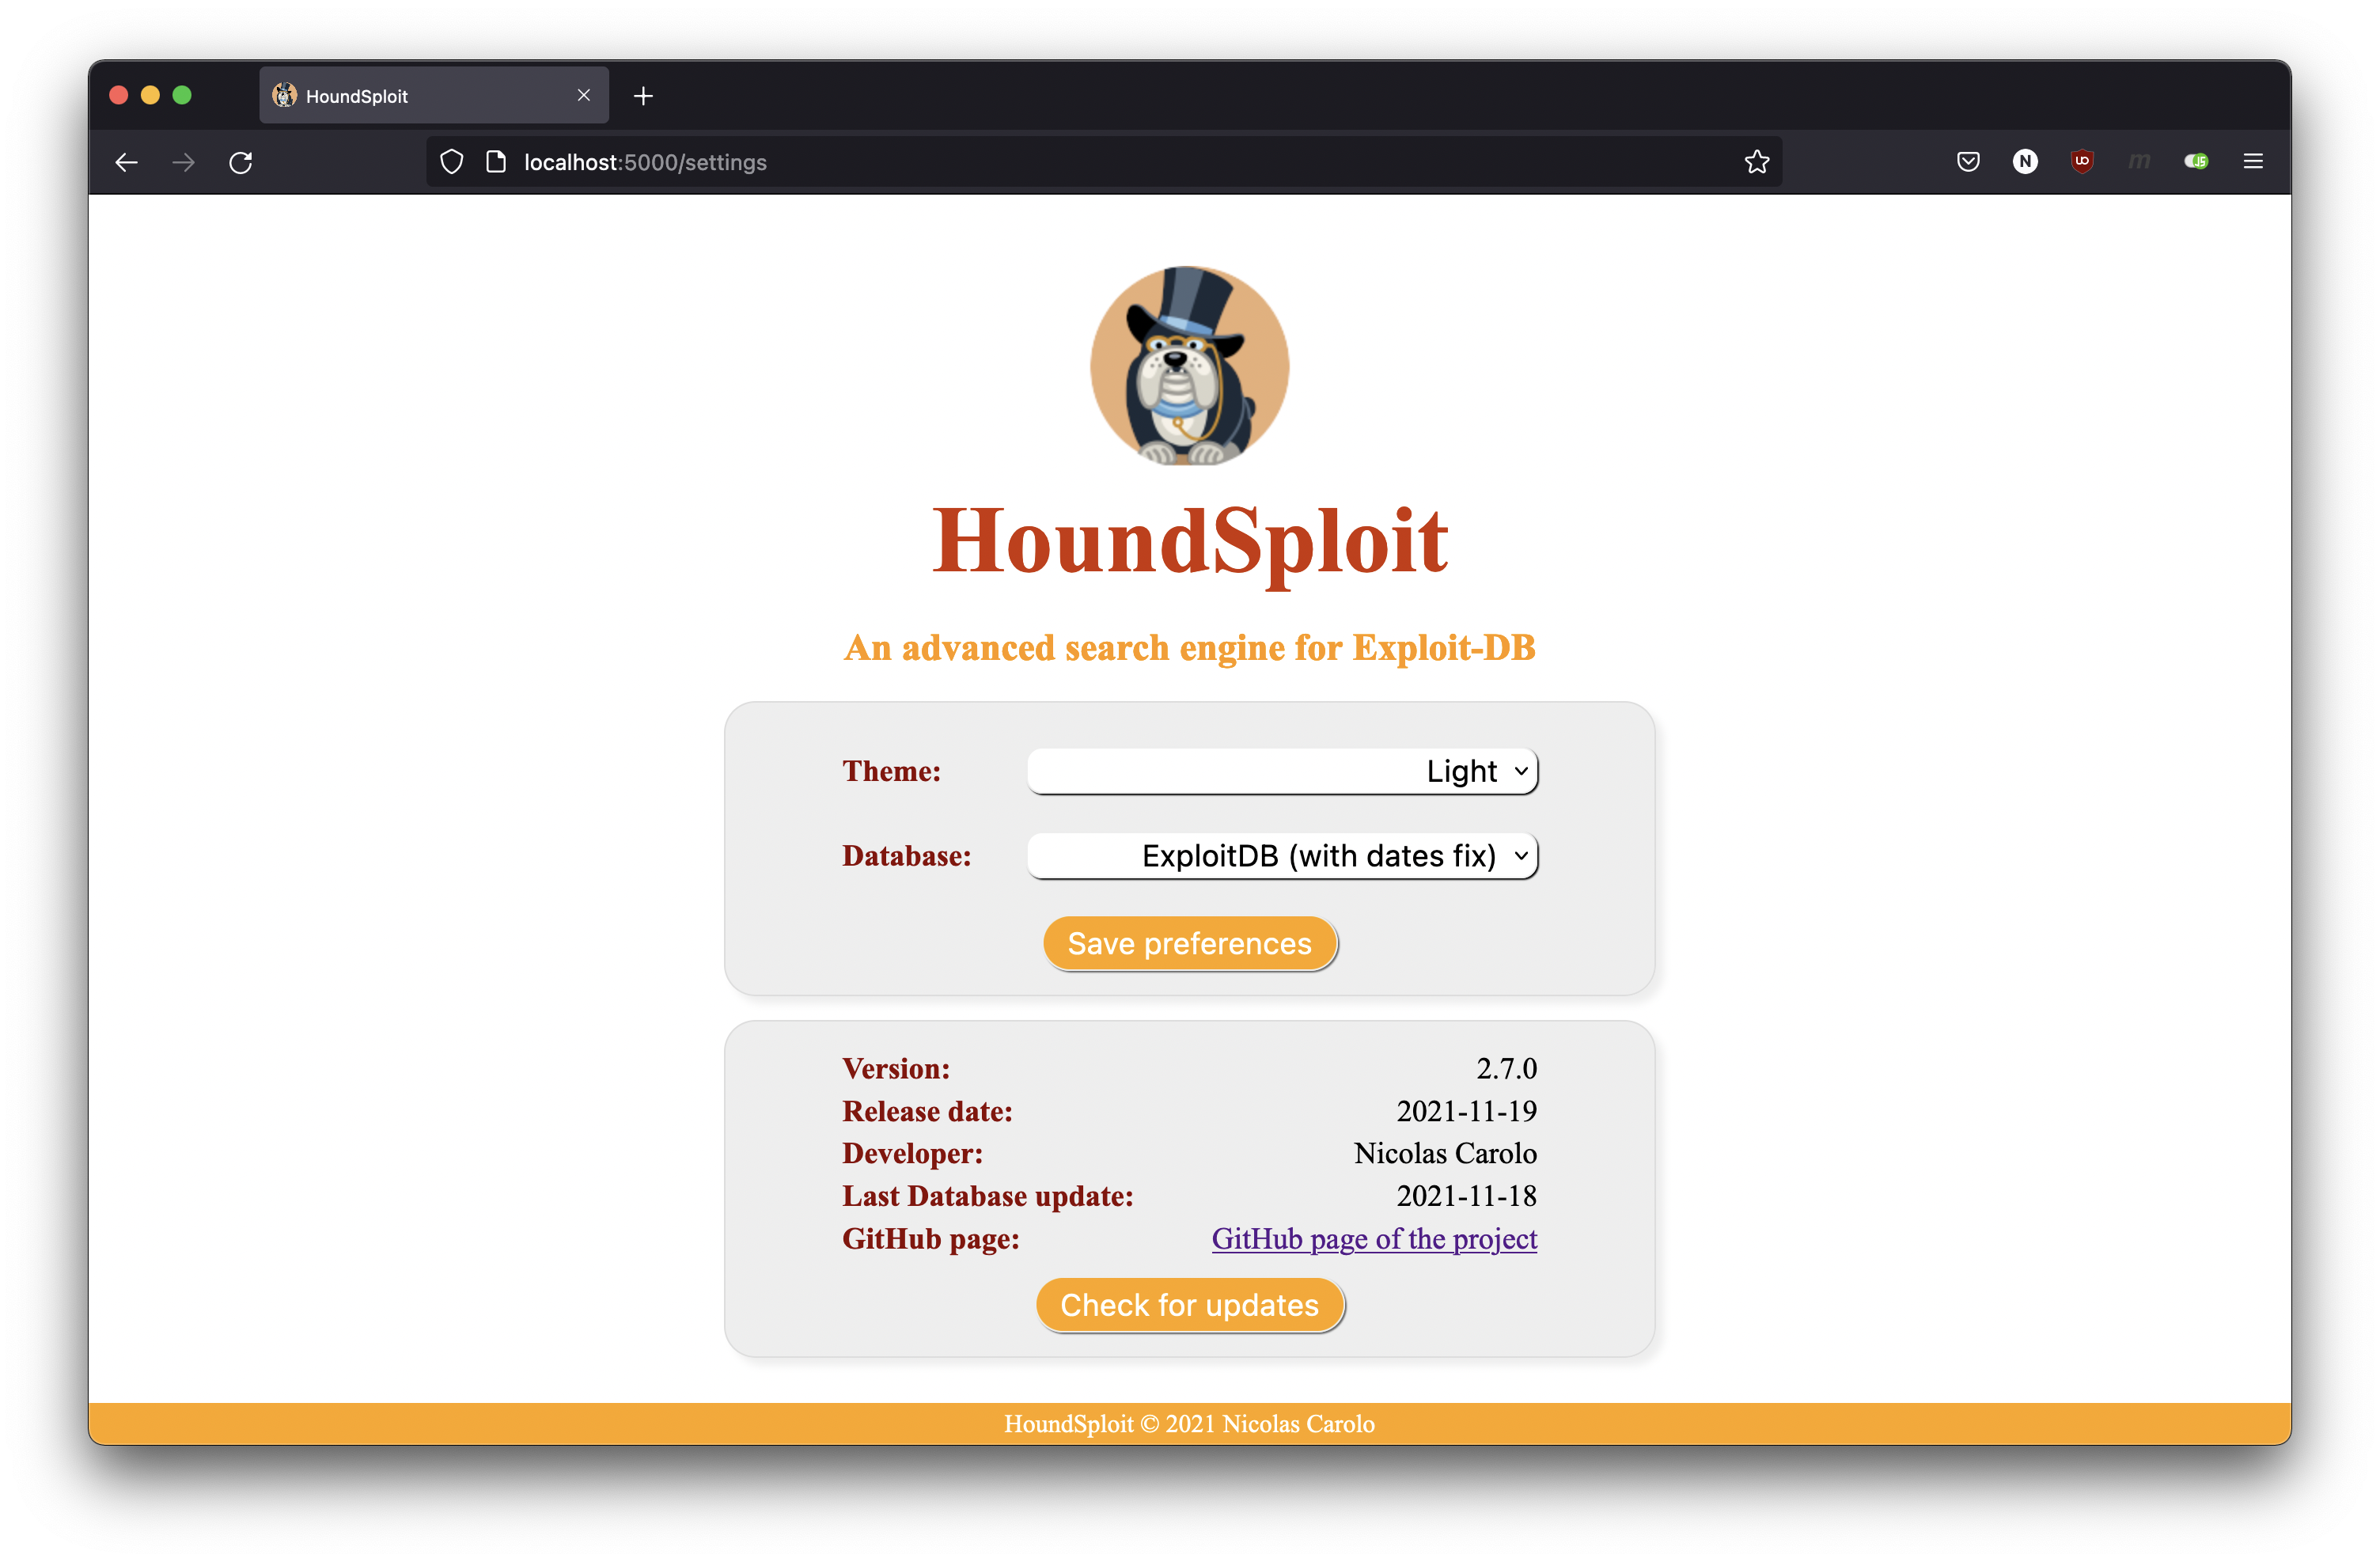 HoundSploit
localhost:5000/settings
N
m
JS
HoundSploit
An advanced search engine for Exploit-DB
Theme: Light
Database: ExploitDB (with dates fix)
Save preferences
Version: 2.7.0
Release date: 2021-11-19
Developer: Nicolas Carolo
Last Database update: 2021-11-18
GitHub page: GitHub page of the project
Check for updates
HoundSploit © 2021 Nicolas Carolo